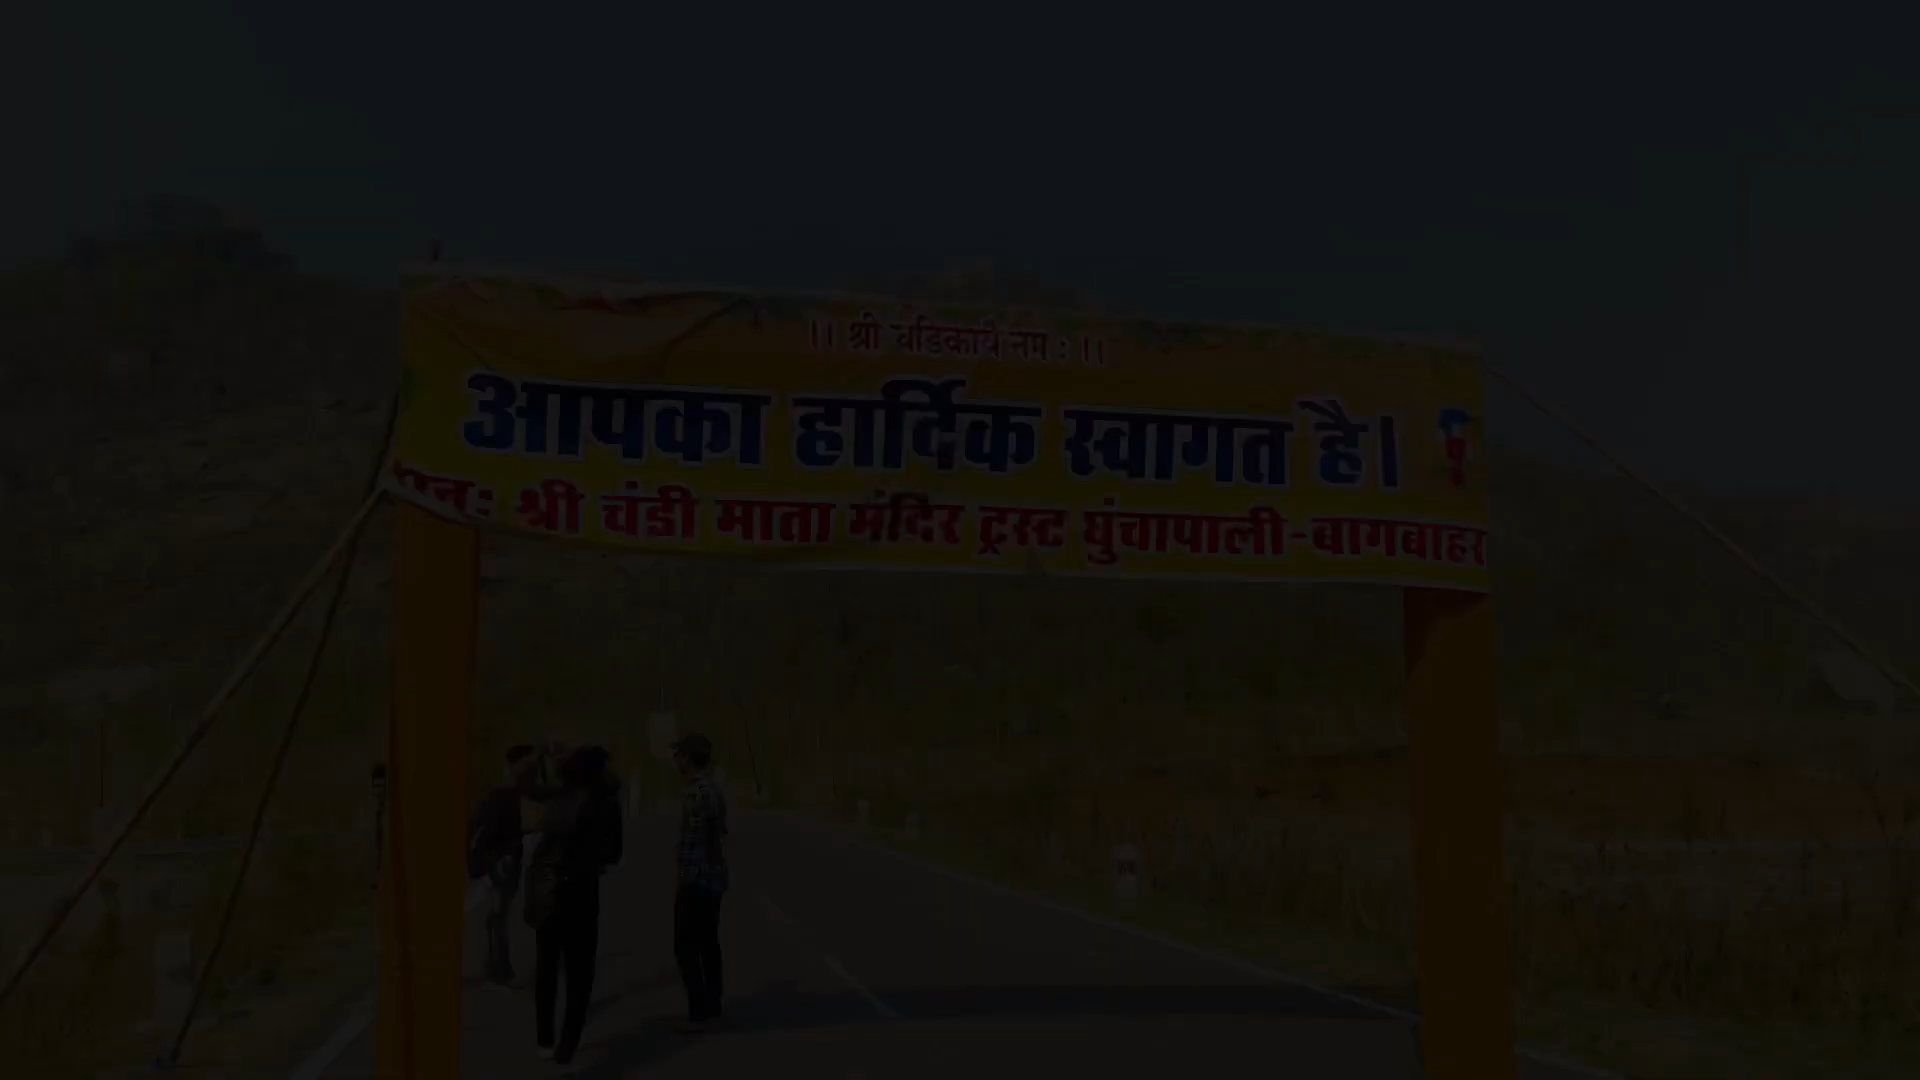 ।। श्री चंडिकायै नमः ।।
आपका हार्दिक स्वागत है।
श्री चंडी माता मंदिर ट्रस्ट घुंचापाली-बागबाहरा